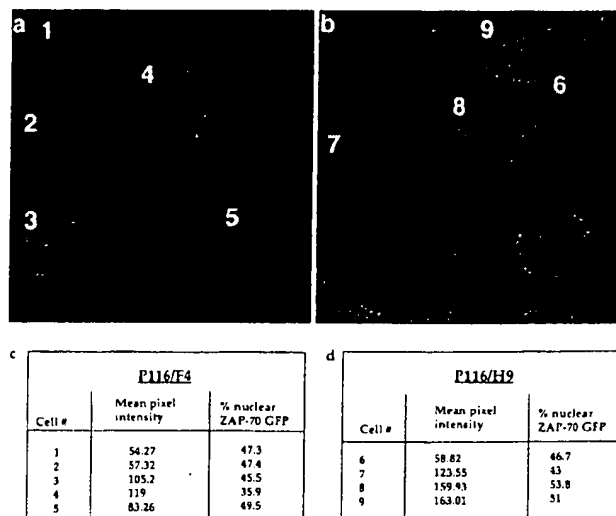 a
1
4
2
3
5
b
9
6
8
7
c
P116/F4
Cell # Mean pixel intensity % nuclear ZAP-70 GFP
1 54.27 47.3
2 57.32 47.4
3 105.2 45.5
4 119 35.9
5 83.26 49.5
d
P116/H9
Cell # Mean pixel intensity % nuclear ZAP-70 GFP
6 58.82 46.7
7 123.55 43
8 159.93 53.8
9 163.01 51